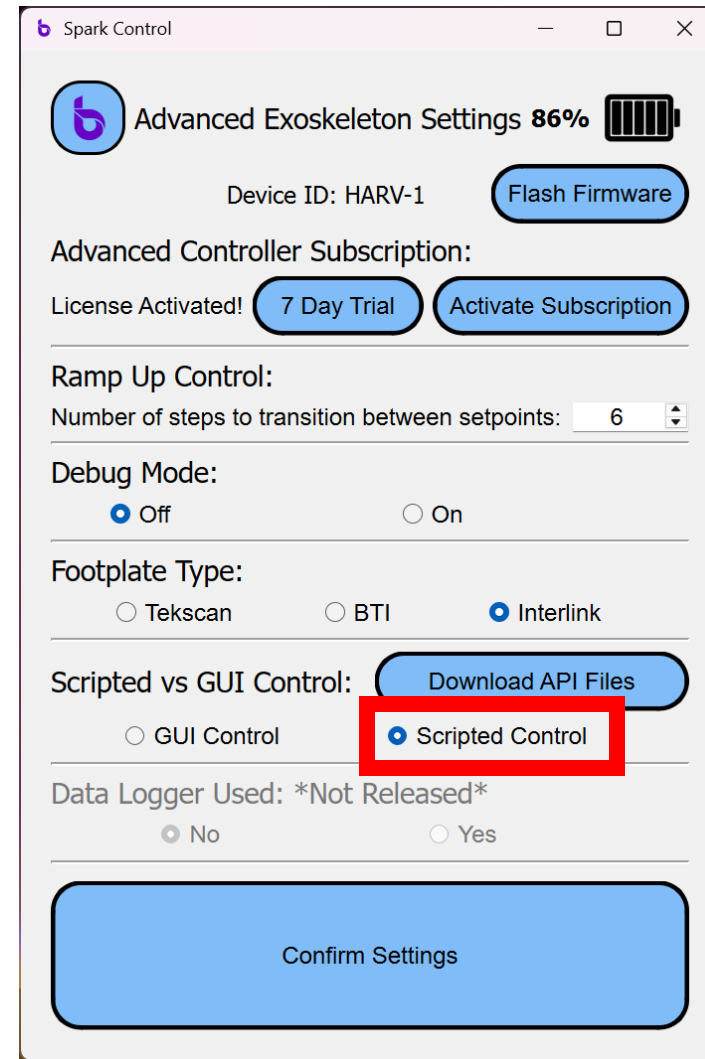 Spark Control
Advanced Exoskeleton Settings 86%
Device ID: HARV-1 Flash Firmware
Advanced Controller Subscription:
License Activated! 7 Day Trial Activate Subscription
Ramp Up Control:
Number of steps to transition between setpoints: 6
Debug Mode:
Off On
Footplate Type:
Tekscan BTI Interlink
Scripted vs GUI Control: Download API Files
GUI Control Scripted Control
Data Logger Used: *Not Released*
No Yes
Confirm Settings